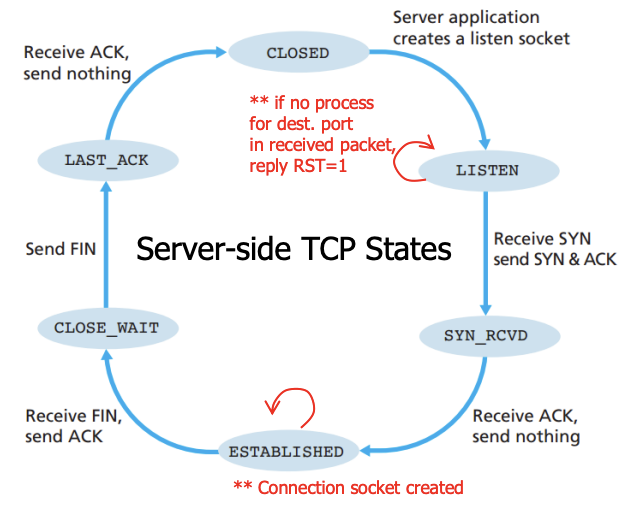 Server application
creates a listen socket
Receive ACK,
send nothing
CLOSED
** if no process
for dest. port
in received packet,
reply RST=1
LAST_ACK
LISTEN
Server-side TCP States
Send FIN
Receive SYN
send SYN & ACK
CLOSE_WAIT
SYN_RCVD
Receive FIN,
send ACK
Receive ACK,
send nothing
ESTABLISHED
** Connection socket created